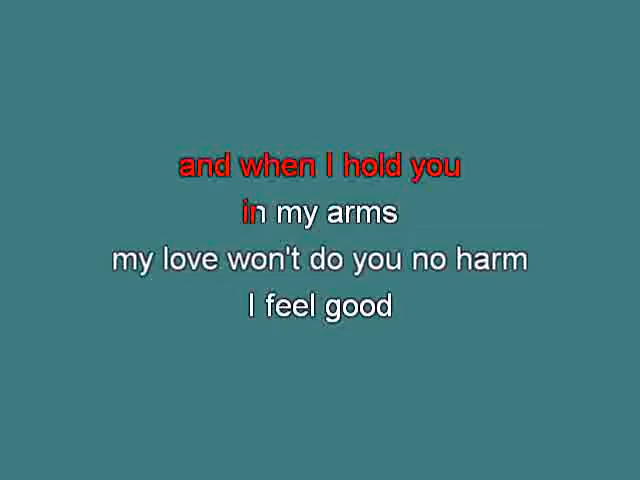 and when I hold you
in my arms
my love won't do you no harm
I feel good